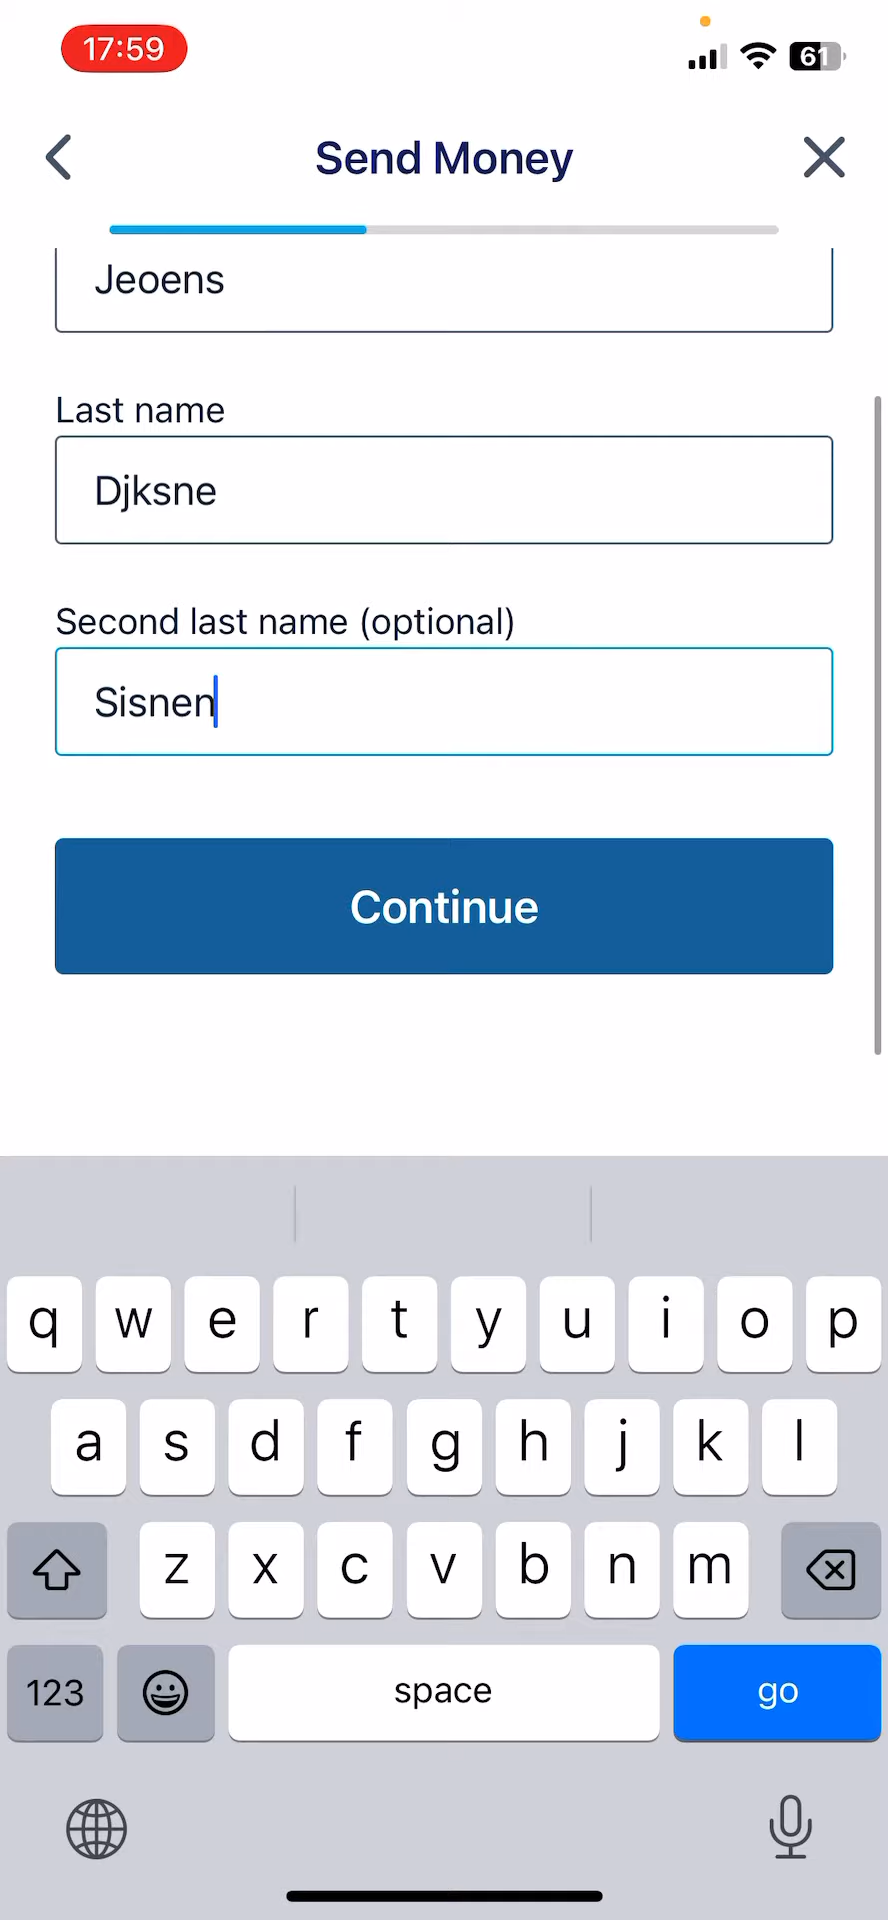 17:59
61
Send Money
Jeoens
Last name
Djksne
Second last name (optional)
Sisnen
Continue
q w e r t y u i o p
a s d f g h j k l
z x c v b n m
123 space go